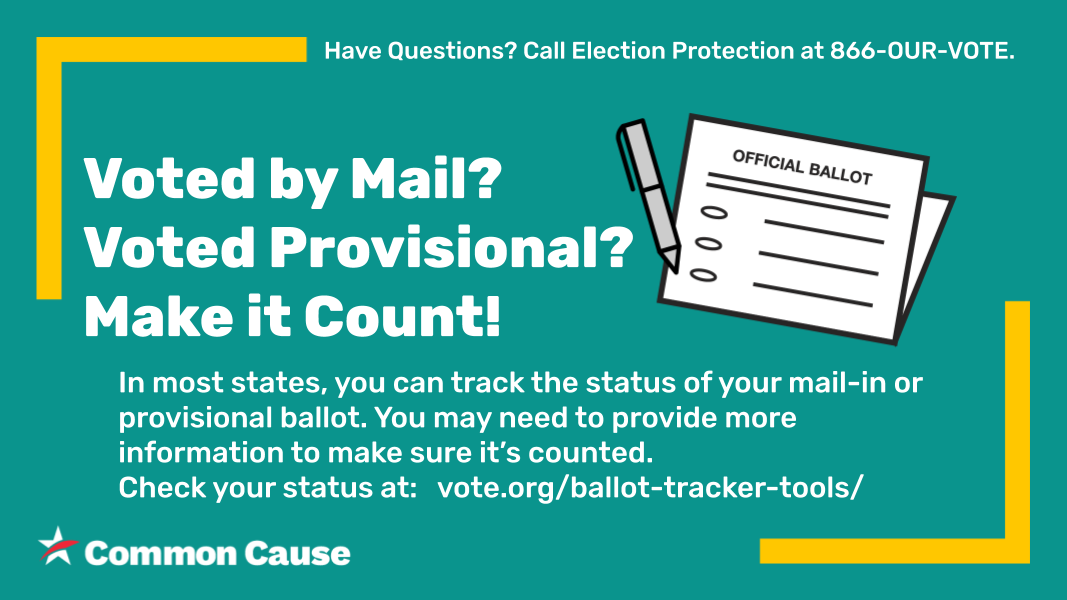 Have Questions? Call Election Protection at 866-OUR-VOTE.
Voted by Mail?
Voted Provisional?
Make it Count!
OFFICIAL BALLOT
In most states, you can track the status of your mail-in or
provisional ballot. You may need to provide more
information to make sure it’s counted.
Check your status at: vote.org/ballot-tracker-tools/
Common Cause